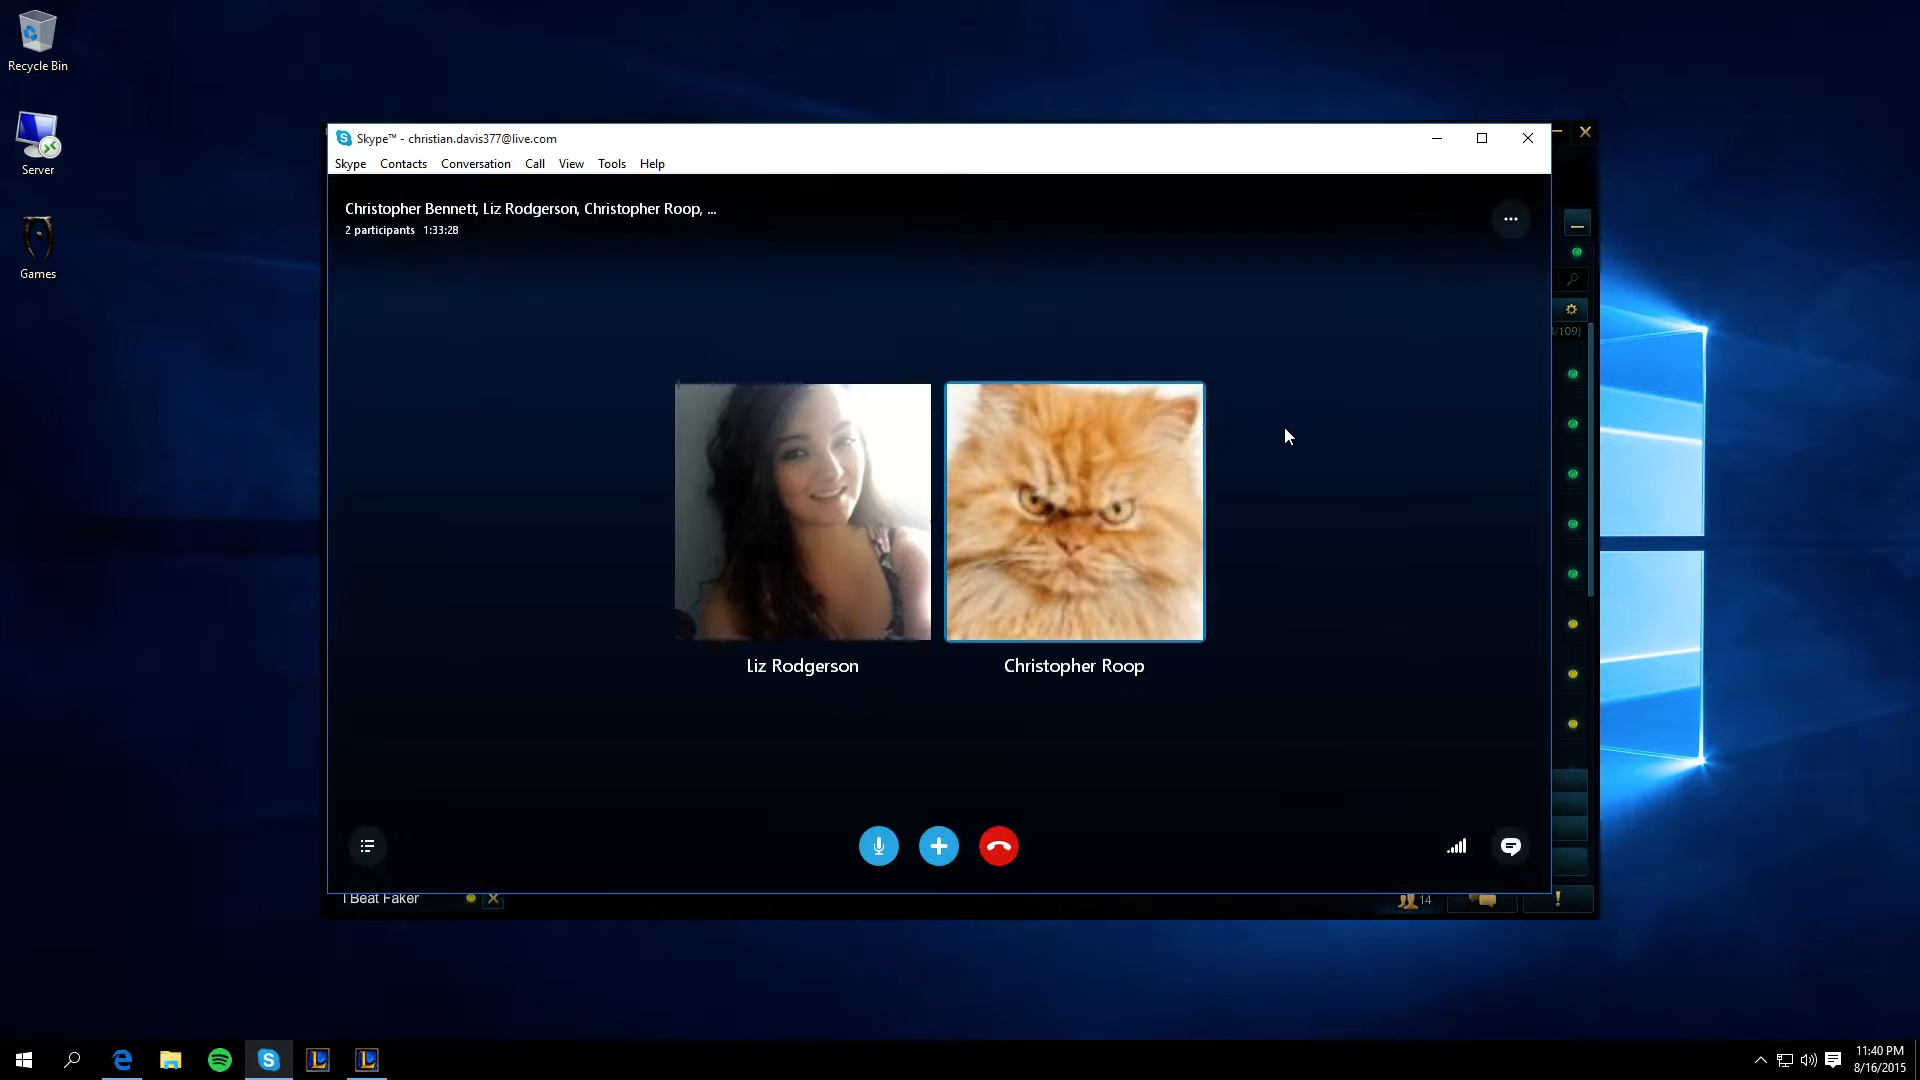 Recycle Bin
Server
Games
Skype™ - christian.davis377@live.com
Skype Contacts Conversation Call View Tools Help
Christopher Bennett, Liz Rodgerson, Christopher Roop, ...
2 participants 1:33:28
/109)
Liz Rodgerson
Christopher Roop
I Beat Faker
14
11:40 PM
8/16/2015